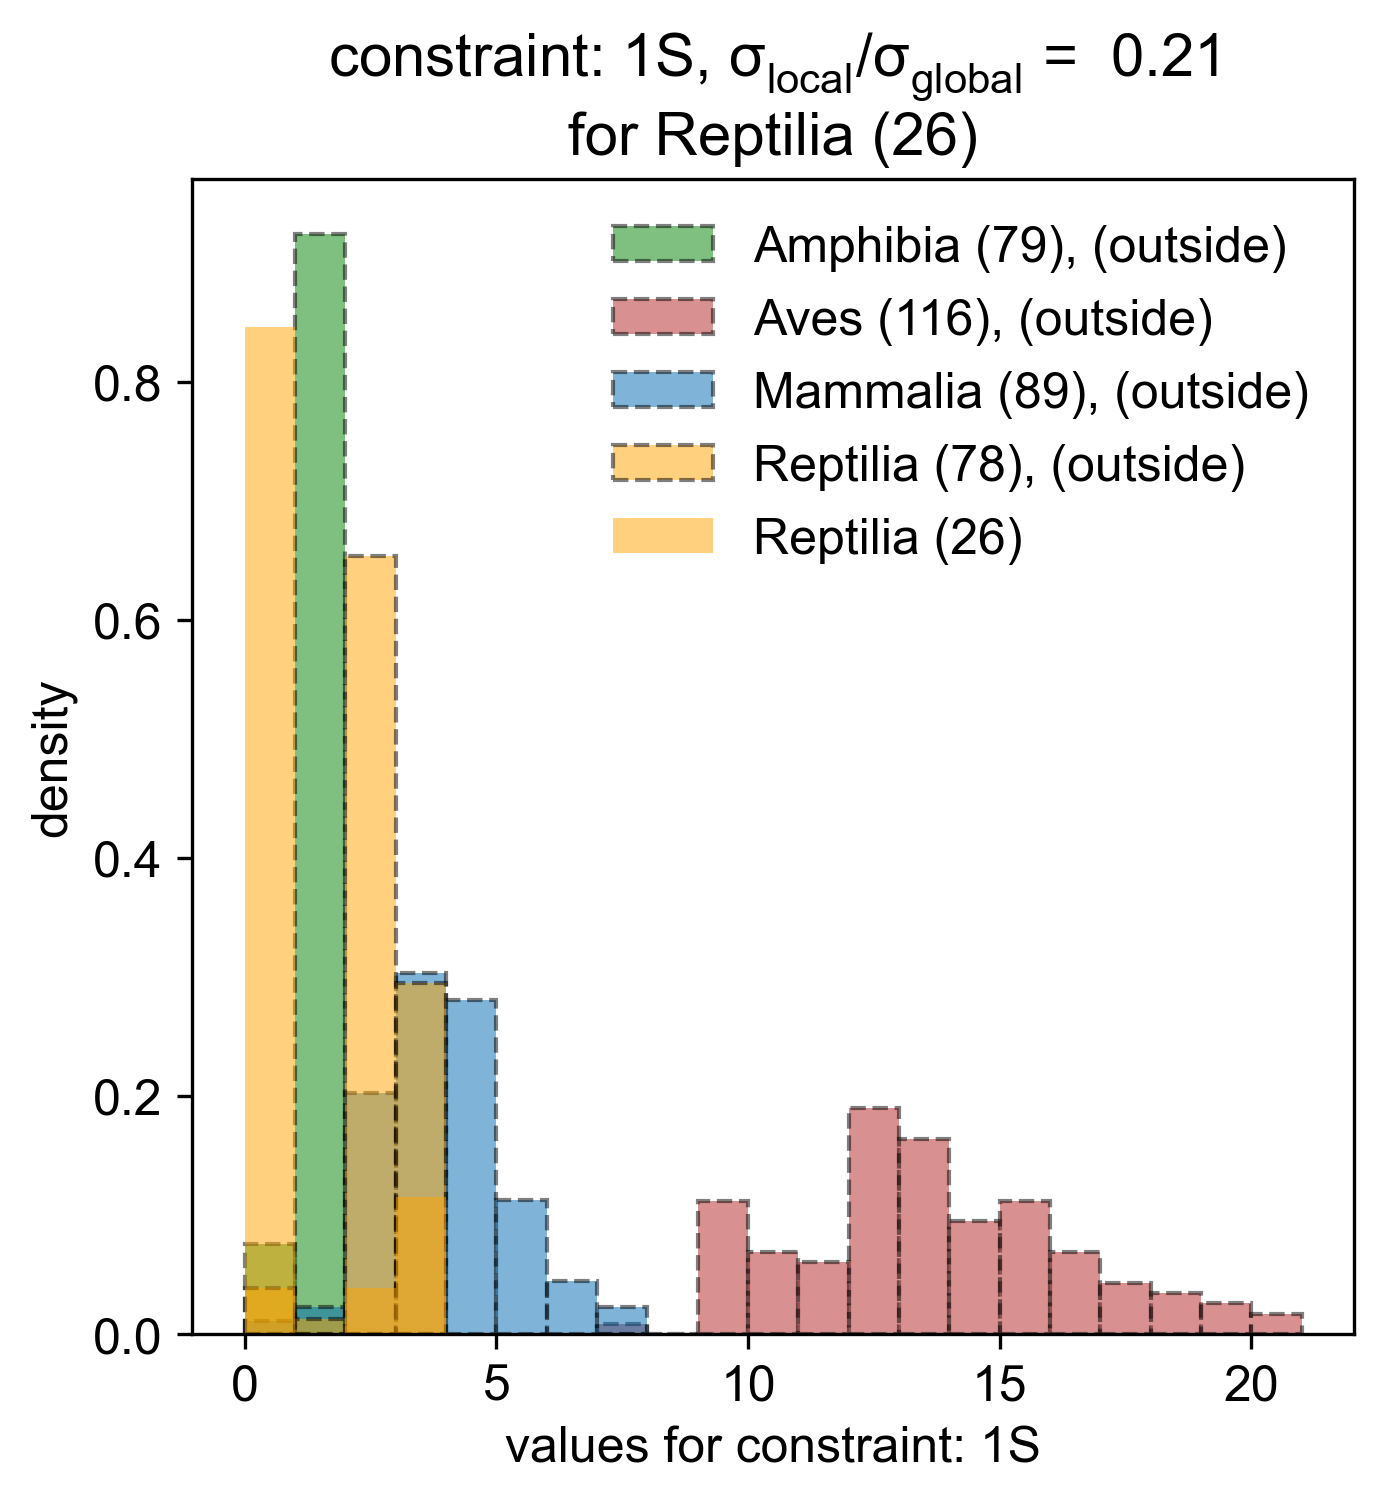 constraint: 1S, σlocal/σglobal = 0.21
for Reptilia (26)
Amphibia (79), (outside)
Aves (116), (outside)
Mammalia (89), (outside)
Reptilia (78), (outside)
Reptilia (26)
density
0.8
0.6
0.4
0.2
0.0
0 5 10 15 20
values for constraint: 1S